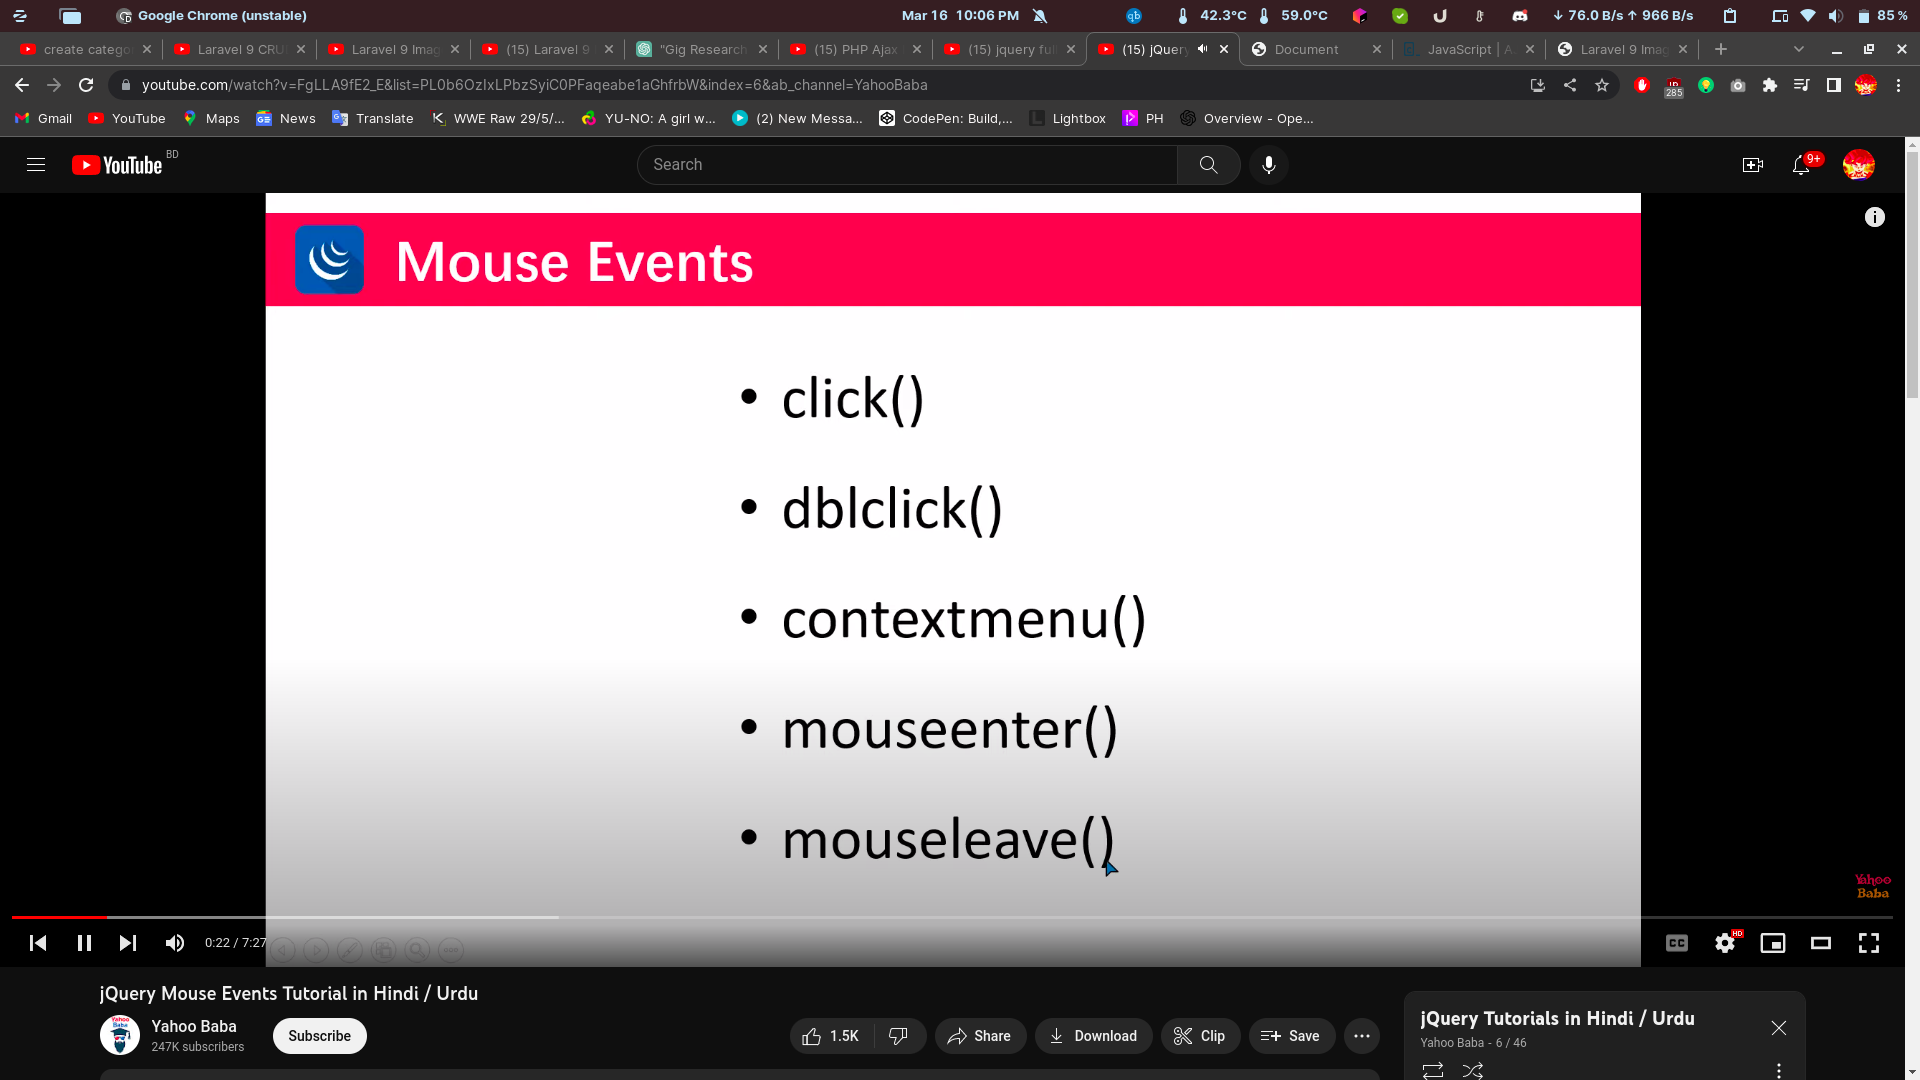 Google Chrome (unstable)
Mar 16 10:06 PM
qb
42.3°C
59.0°C
↓ 76.0 B/s ↑ 966 B/s
85 %
create catego
Laravel 9 CRU
Laravel 9 Imag
(15) Laravel 9
"Gig Research
(15) PHP Ajax
(15) jquery ful
(15) jQuery
Document
JavaScript | A
Laravel 9 Imag
youtube.com/watch?v=FgLLA9fE2_E&list=PL0b6OzIxLPbzSyiC0PFaqeabe1aGhfrbW&index=6&ab_channel=YahooBaba
285
Gmail
YouTube
Maps
News
Translate
WWE Raw 29/5/...
YU-NO: A girl w...
(2) New Messa...
CodePen: Build,...
Lightbox
PH
Overview - Ope...
YouTube BD
Search
9+
Mouse Events
• click()
• dblclick()
• contextmenu()
• mouseenter()
• mouseleave()
Yahoo
Baba
0:22 / 7:27
CC
HD
jQuery Mouse Events Tutorial in Hindi / Urdu
Yahoo Baba
247K subscribers
Subscribe
1.5K
Share
Download
Clip
Save
jQuery Tutorials in Hindi / Urdu
Yahoo Baba - 6 / 46